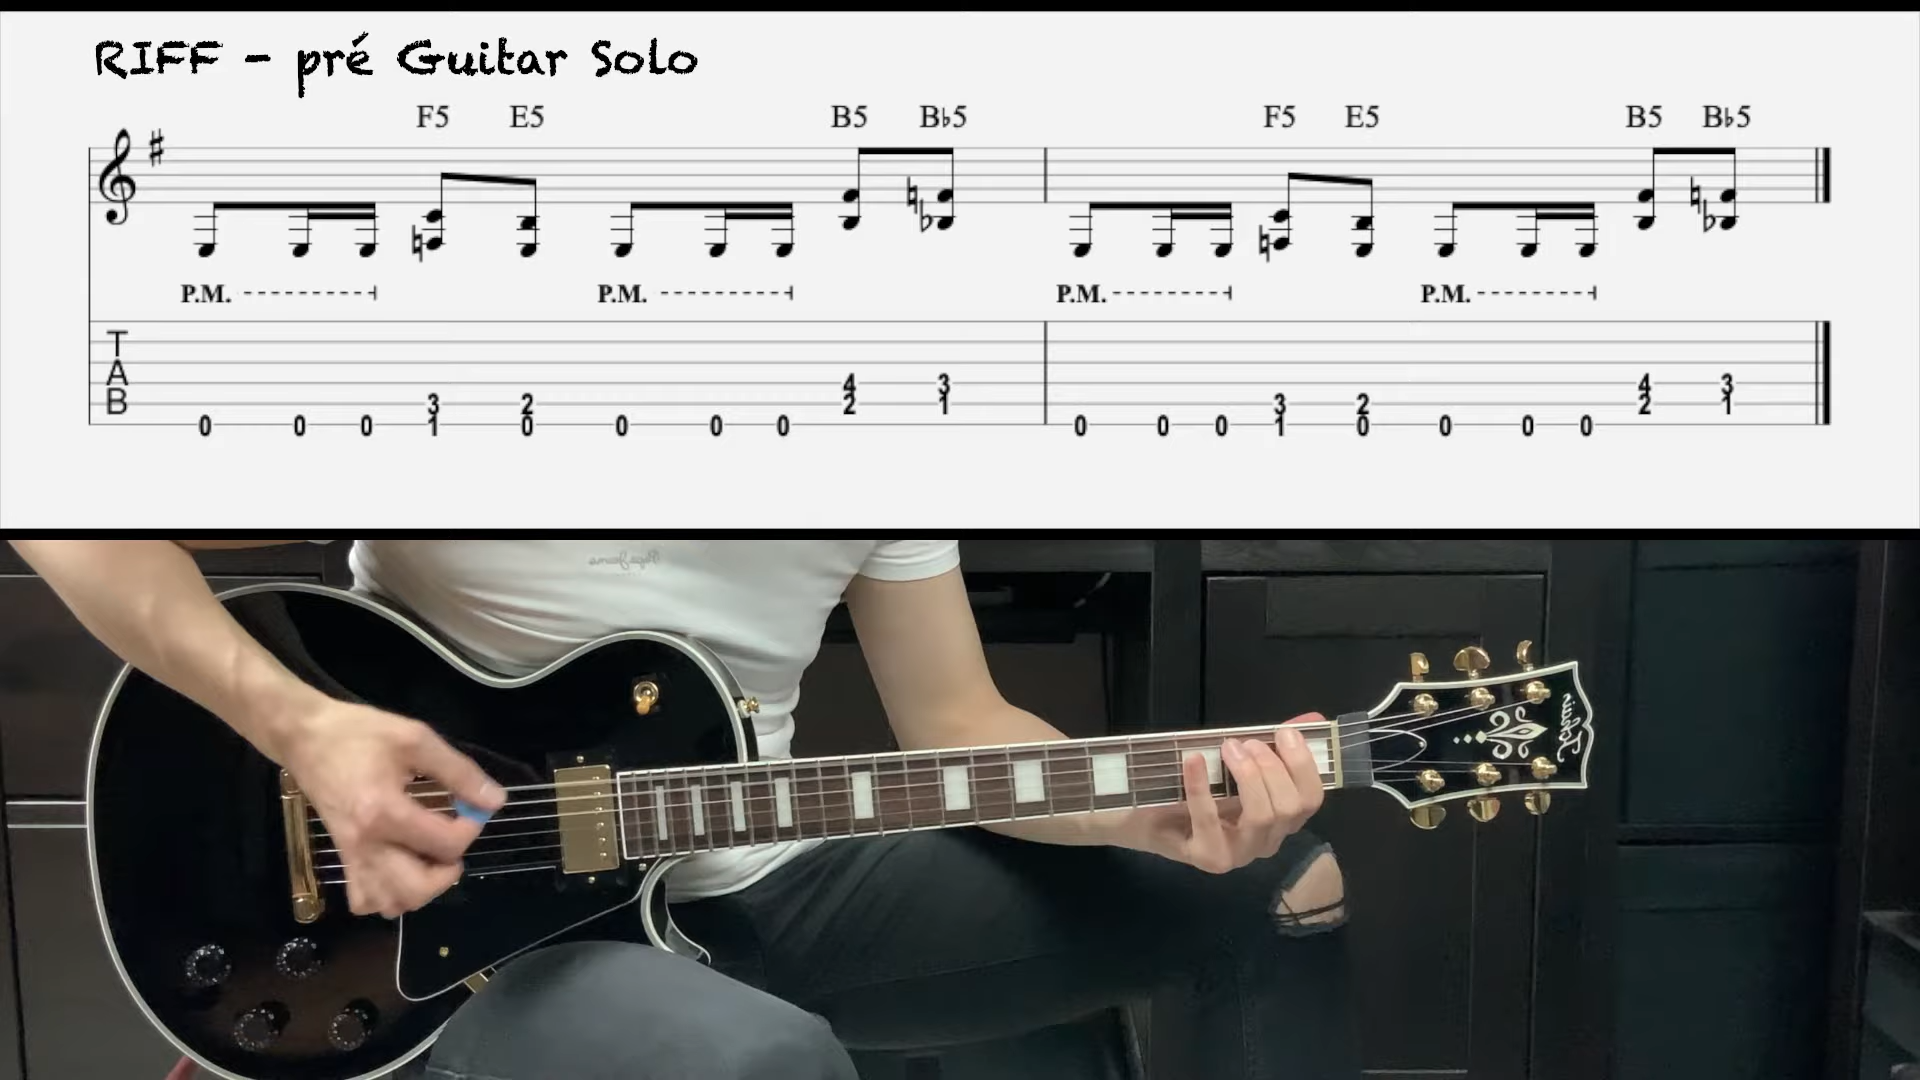 RIFF - pré Guitar Solo
F5 E5 B5 B♭5 F5 E5 B5 B♭5
P.M. P.M. P.M. P.M.
T
A 4 3 4 3
B 3 2 2 1 3 2 2 1
0 0 0 1 0 0 0 0 0 0 0 1 0 0 0 0